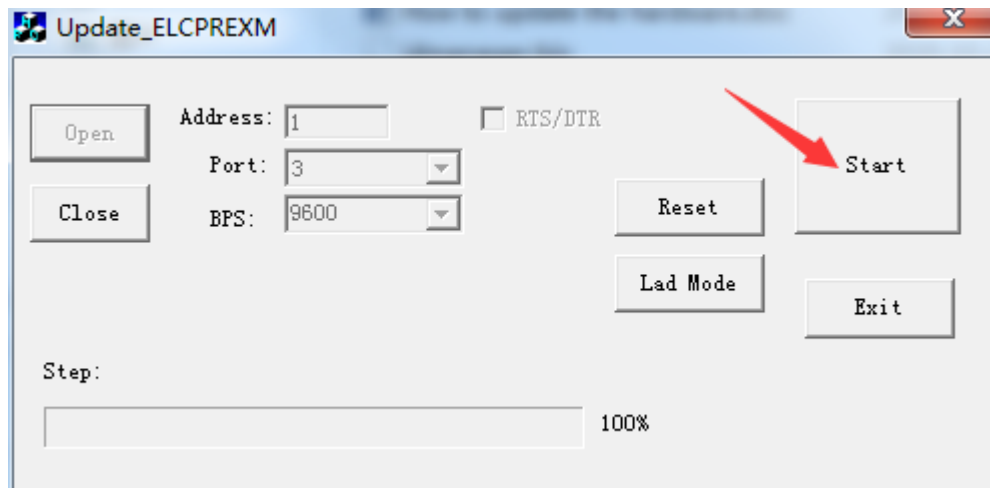 Update_ELCPREXM
Open
Address: 1
RTS/DTR
Port: 3
Start
Close
BPS: 9600
Reset
Lad Mode
Exit
Step:
100%